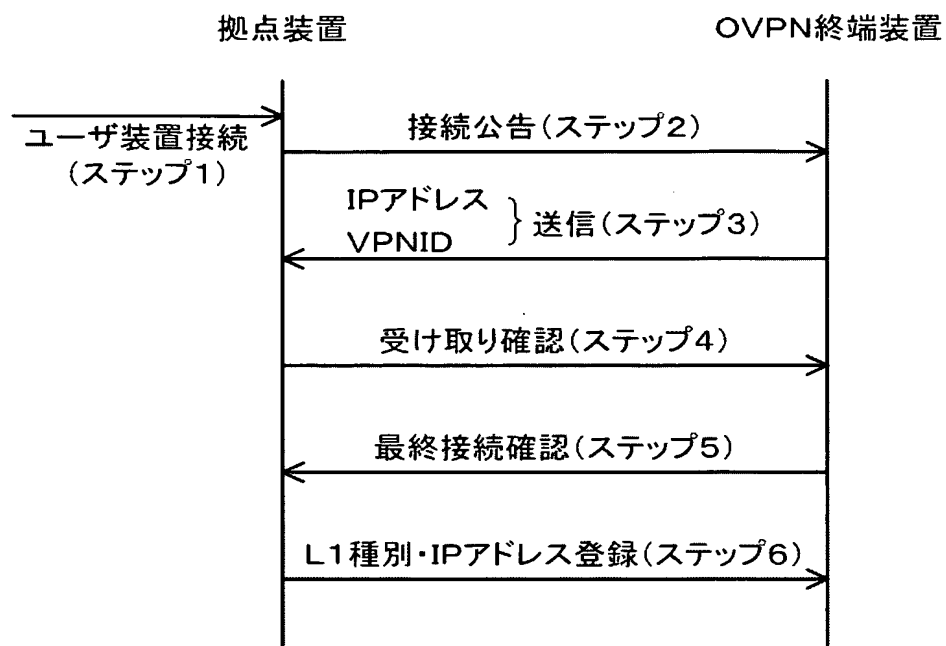 拠点装置
OVPN終端装置
ユーザ装置接続
(ステップ1)
接続公告(ステップ2)
IPアドレス
VPNID
送信(ステップ3)
受け取り確認(ステップ4)
最終接続確認(ステップ5)
L1種別・IPアドレス登録(ステップ6)